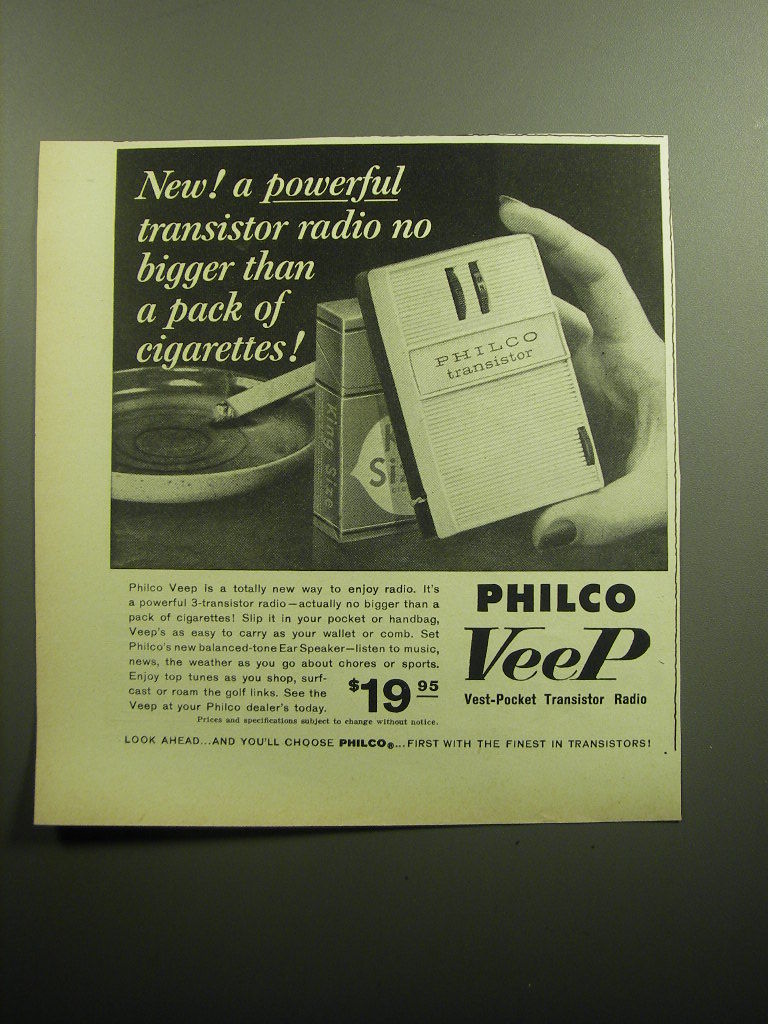 New! a powerful
transistor radio no
bigger than
a pack of
cigarettes!
PHILCO
transistor
King Size
Si
Philco Veep is a totally new way to enjoy radio. It's
a powerful 3-transistor radio—actually no bigger than a
pack of cigarettes! Slip it in your pocket or handbag,
Veep's as easy to carry as your wallet or comb. Set
Philco's new balanced-tone Ear Speaker—listen to music,
news, the weather as you go about chores or sports.
Enjoy top tunes as you shop, surf-
cast or roam the golf links. See the
Veep at your Philco dealer's today.
$19 95
Prices and specifications subject to change without notice.
PHILCO
VeeP
Vest-Pocket Transistor Radio
LOOK AHEAD...AND YOU'LL CHOOSE PHILCO®...FIRST WITH THE FINEST IN TRANSISTORS!